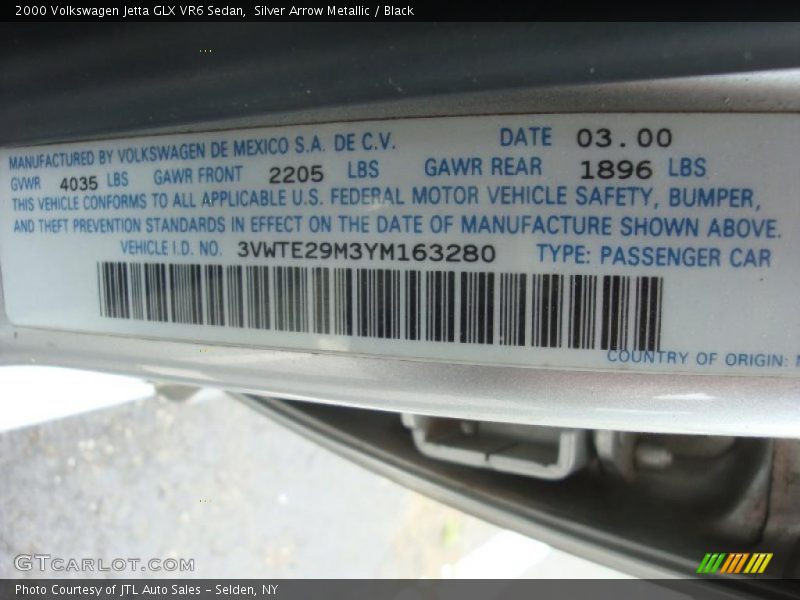 2000 Volkswagen Jetta GLX VR6 Sedan,  Silver Arrow Metallic / Black
MANUFACTURED BY VOLKSWAGEN DE MEXICO S.A. DE C.V. DATE 03.00
GVWR 4035 LBS GAWR FRONT 2205 LBS GAWR REAR 1896 LBS
THIS VEHICLE CONFORMS TO ALL APPLICABLE U.S. FEDERAL MOTOR VEHICLE SAFETY, BUMPER,
AND THEFT PREVENTION STANDARDS IN EFFECT ON THE DATE OF MANUFACTURE SHOWN ABOVE.
VEHICLE I.D. NO. 3VWTE29M3YM163280 TYPE: PASSENGER CAR
COUNTRY OF ORIGIN:
GTCARLOT.COM
Photo Courtesy of JTL Auto Sales - Selden, NY